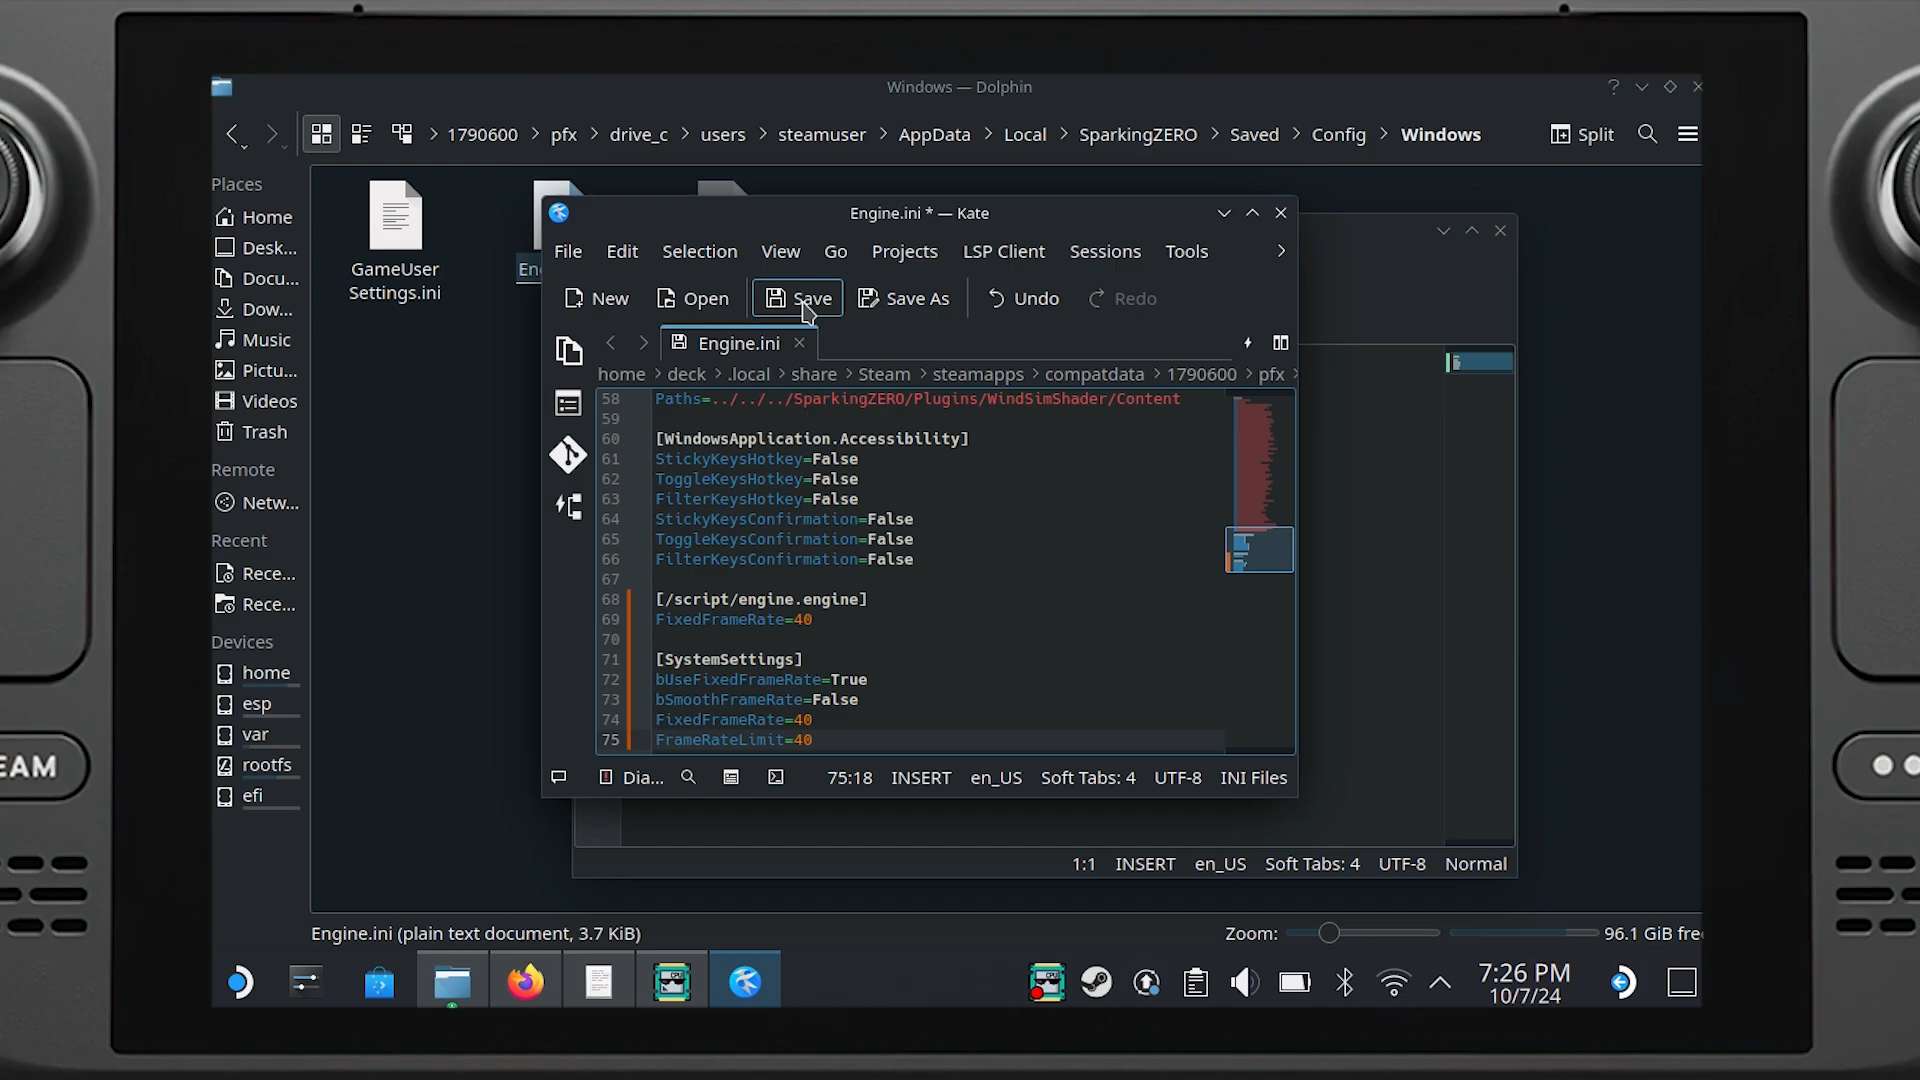 Windows — Dolphin
1790600 > pfx > drive_c > users > steamuser > AppData > Local > SparkingZERO > Saved > Config > Windows
Split
Places
Home
Desk...
Docu...
Dow...
Music
Pictu...
Videos
Trash
Remote
Netw...
Recent
Rece...
Rece...
Devices
home
esp
var
rootfs
efi
GameUser
Settings.ini
En
Engine.ini * — Kate
File Edit Selection View Go Projects LSP Client Sessions Tools
New Open Save Save As Undo Redo
Engine.ini
home > deck > .local > share > Steam > steamapps > compatdata > 1790600 > pfx >
58 Paths=../../../SparkingZERO/Plugins/WindSimShader/Content
59
60 [WindowsApplication.Accessibility]
61 StickyKeysHotkey=False
62 ToggleKeysHotkey=False
63 FilterKeysHotkey=False
64 StickyKeysConfirmation=False
65 ToggleKeysConfirmation=False
66 FilterKeysConfirmation=False
67
68 [/script/engine.engine]
69 FixedFrameRate=40
70
71 [SystemSettings]
72 bUseFixedFrameRate=True
73 bSmoothFrameRate=False
74 FixedFrameRate=40
75 FrameRateLimit=40
Dia... 75:18 INSERT en_US Soft Tabs: 4 UTF-8 INI Files
1:1 INSERT en_US Soft Tabs: 4 UTF-8 Normal
Engine.ini (plain text document, 3.7 KiB)
Zoom:
96.1 GiB fre
7:26 PM
10/7/24
EAM